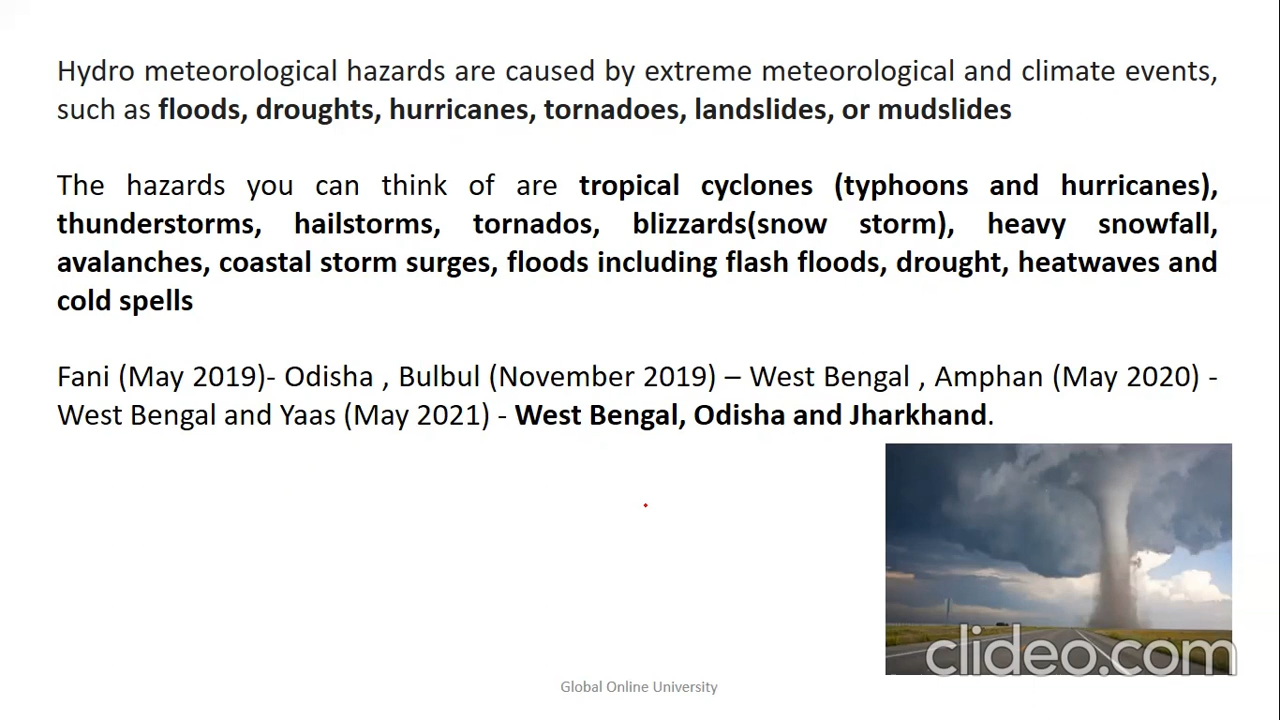 Hydro meteorological hazards are caused by extreme meteorological and climate events,
such as floods, droughts, hurricanes, tornadoes, landslides, or mudslides
The hazards you can think of are tropical cyclones (typhoons and hurricanes),
thunderstorms, hailstorms, tornados, blizzards(snow storm), heavy snowfall,
avalanches, coastal storm surges, floods including flash floods, drought, heatwaves and
cold spells
Fani (May 2019)- Odisha , Bulbul (November 2019) – West Bengal , Amphan (May 2020) -
West Bengal and Yaas (May 2021) - West Bengal, Odisha and Jharkhand.
clideo.com
Global Online University